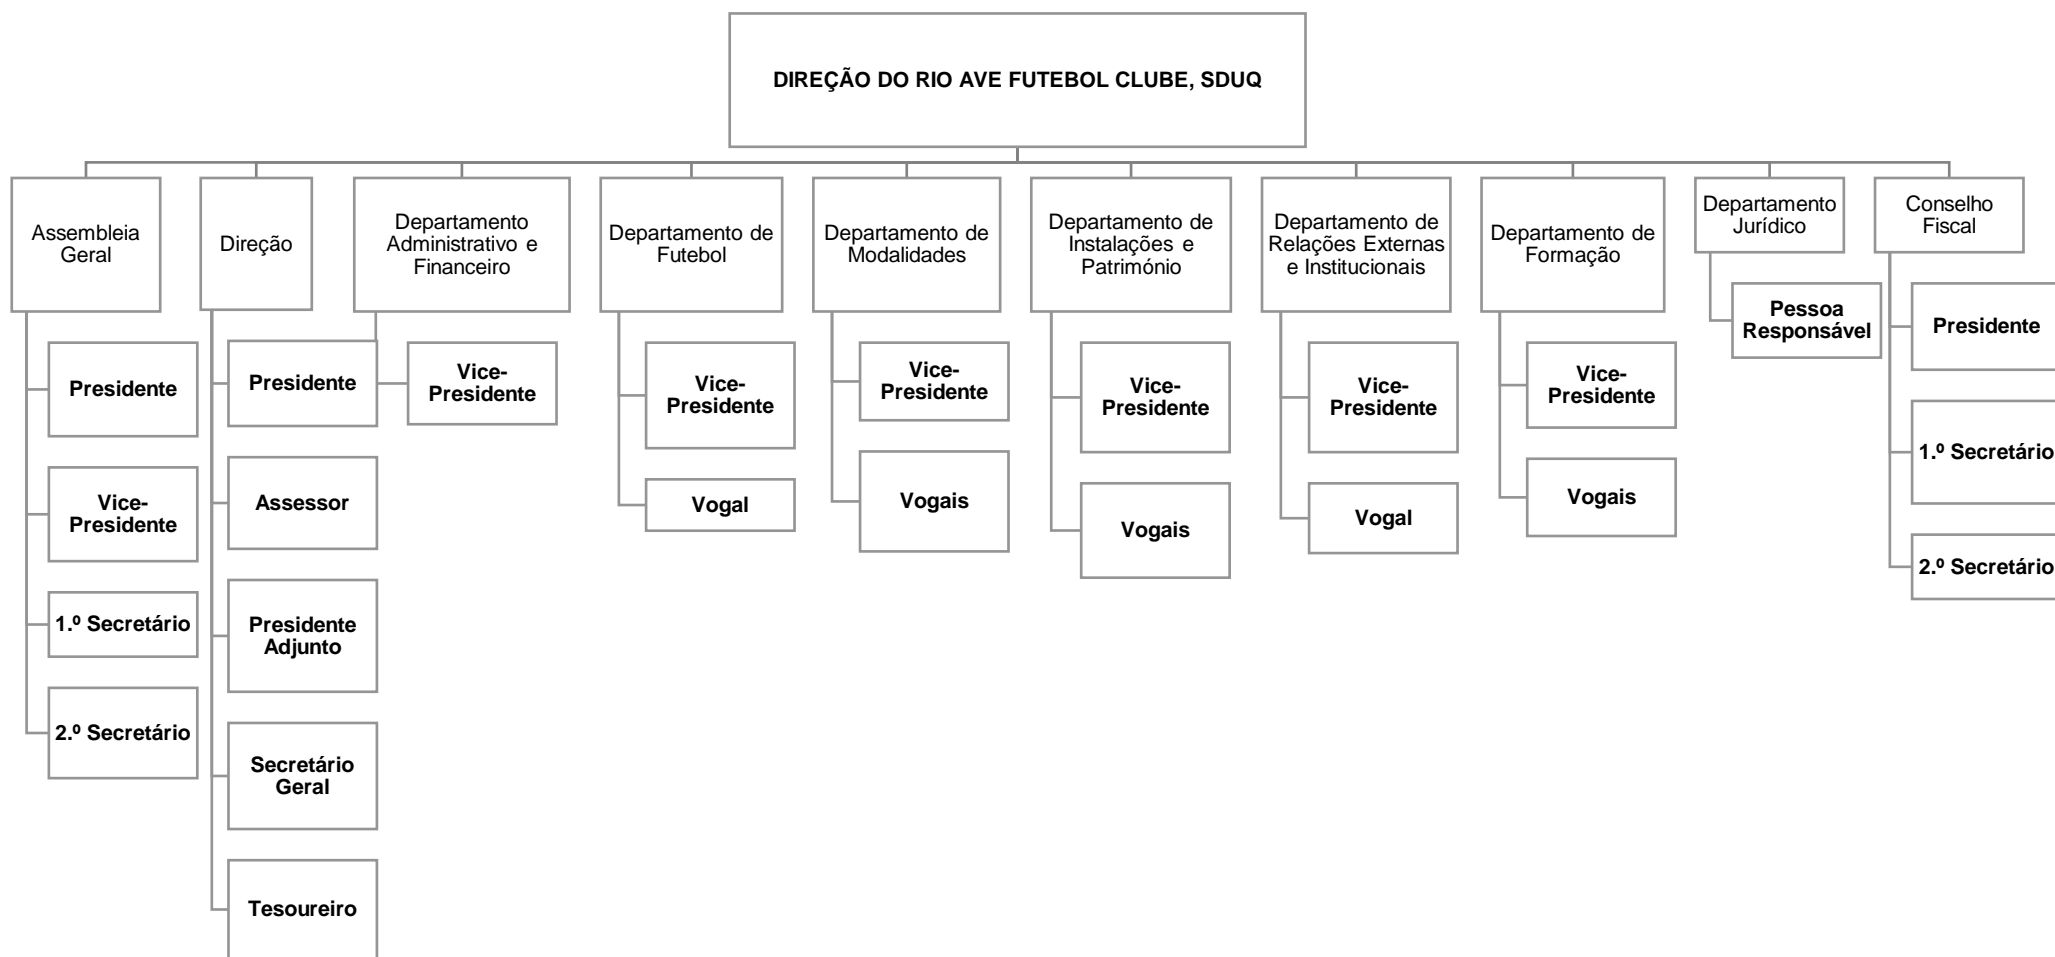 DIREÇÃO DO RIO AVE FUTEBOL CLUBE, SDUQ
Assembleia
Geral
Presidente
Vice-
Presidente
1.º Secretário
2.º Secretário
Direção
Presidente
Assessor
Presidente
Adjunto
Secretário
Geral
Tesoureiro
Departamento
Administrativo e
Financeiro
Vice-
Presidente
Departamento de
Futebol
Vice-
Presidente
Vogal
Departamento de
Modalidades
Vice-
Presidente
Vogais
Departamento de
Instalações e
Património
Vice-
Presidente
Vogais
Departamento de
Relações Externas
e Institucionais
Vice-
Presidente
Vogal
Departamento de
Formação
Vice-
Presidente
Vogais
Departamento
Jurídico
Pessoa
Responsável
Conselho
Fiscal
Presidente
1.º Secretário
2.º Secretário